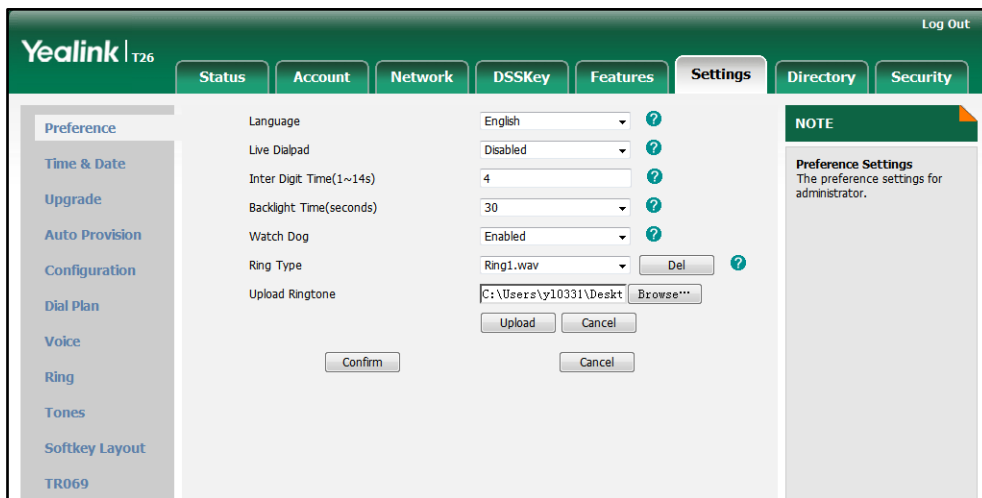 Log Out
Yealink T26
Status Account Network DSSKey Features Settings Directory Security
Preference
Time & Date
Upgrade
Auto Provision
Configuration
Dial Plan
Voice
Ring
Tones
Softkey Layout
TR069
Language English ?
Live Dialpad Disabled ?
Inter Digit Time(1~14s) 4 ?
Backlight Time(seconds) 30 ?
Watch Dog Enabled ?
Ring Type Ring1.wav Del ?
Upload Ringtone C:\Users\yl0331\Deskt Browse···
Upload Cancel
Confirm Cancel
NOTE
Preference Settings
The preference settings for
administrator.